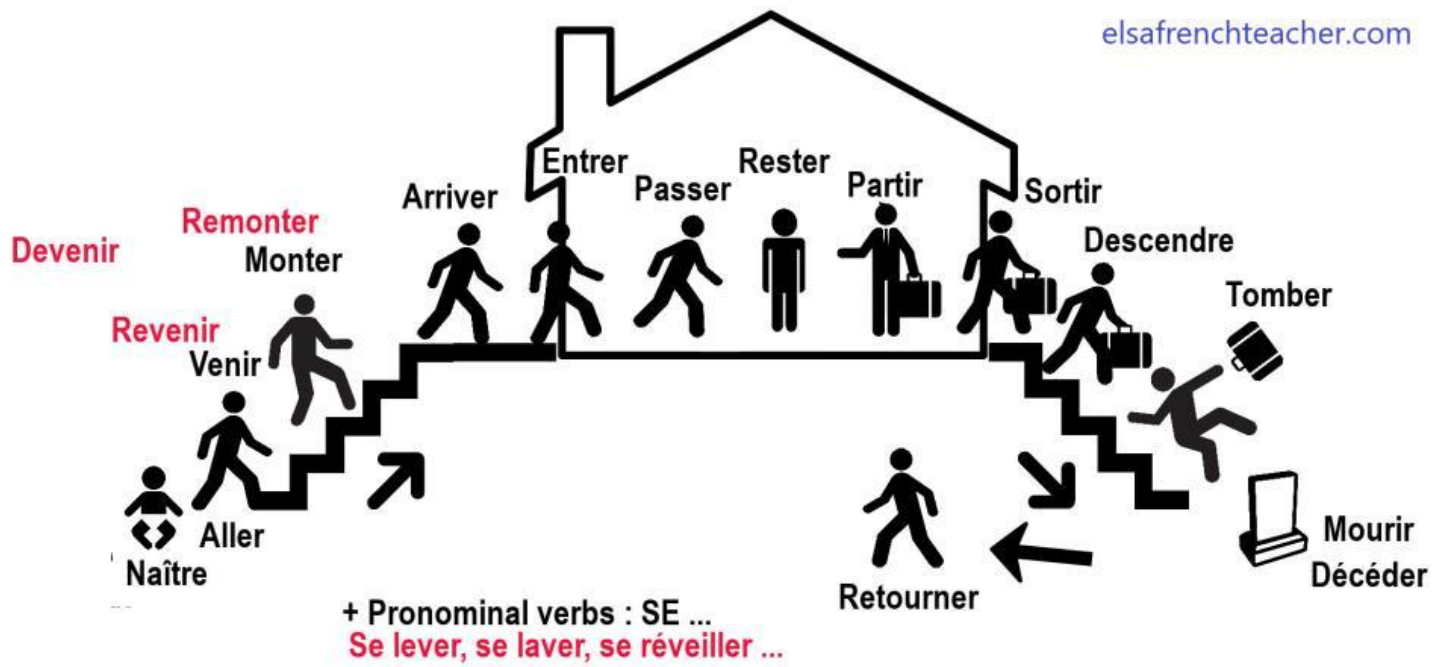 elsafrenchteacher.com
Entrer
Rester
Passer
Partir
Arriver
Sortir
Remonter
Devenir
Monter
Descendre
Tomber
Revenir
Venir
Aller
Naître
Mourir
Décéder
Retourner
+ Pronominal verbs : SE ...
Se lever, se laver, se réveiller ...